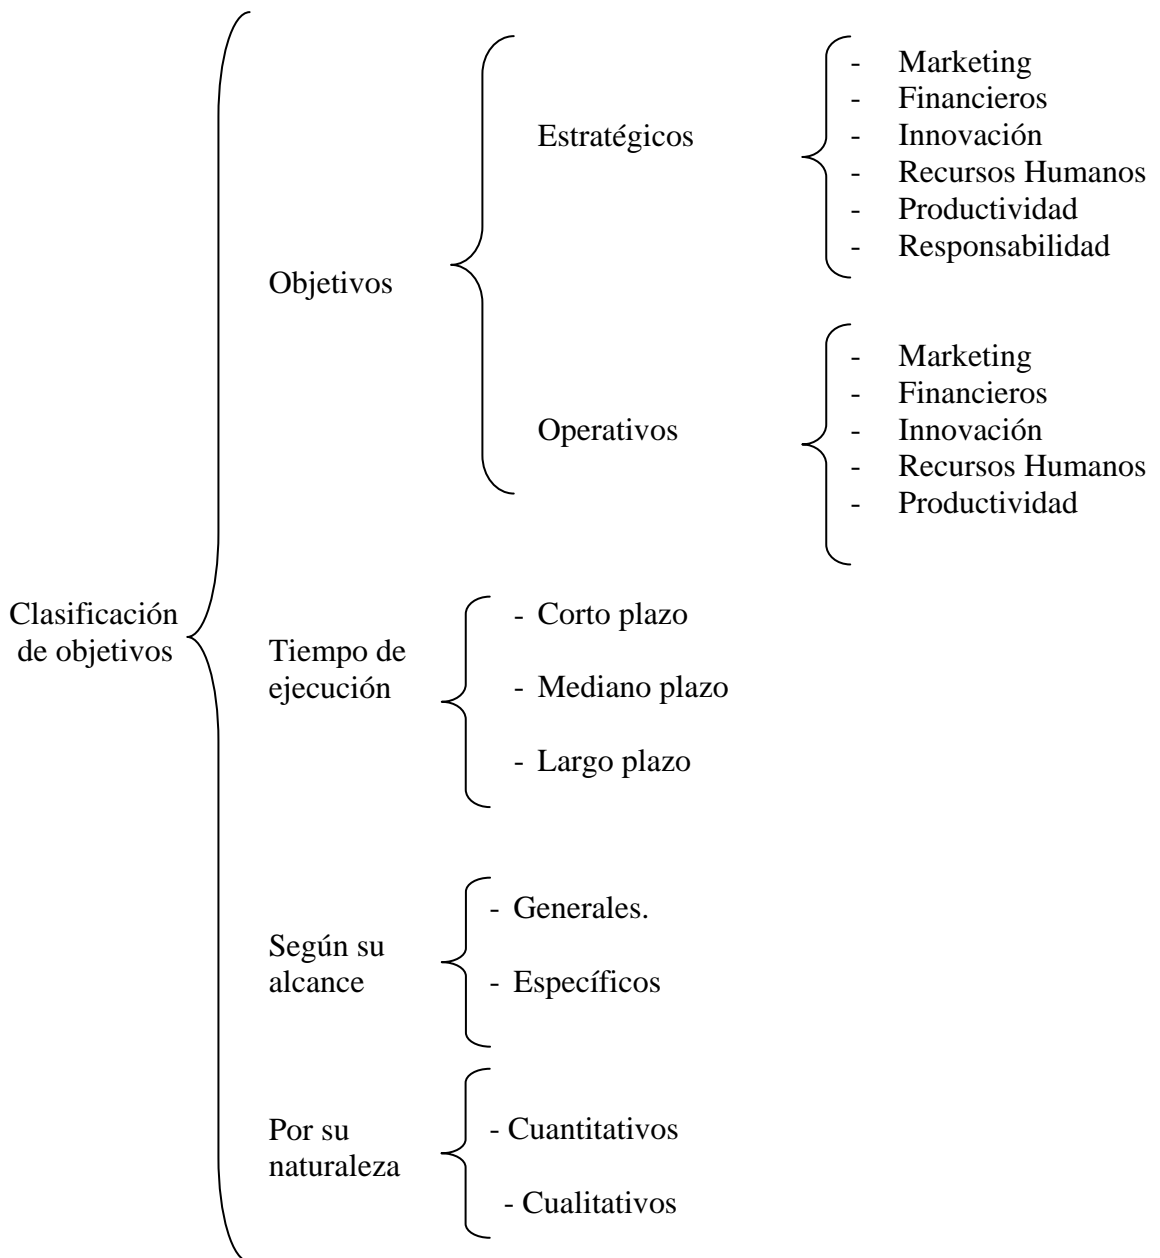 Clasificación
de objetivos
Objetivos
Estratégicos
- Marketing
- Financieros
- Innovación
- Recursos Humanos
- Productividad
- Responsabilidad
Operativos
- Marketing
- Financieros
- Innovación
- Recursos Humanos
- Productividad
Tiempo de
ejecución
- Corto plazo
- Mediano plazo
- Largo plazo
Según su
alcance
- Generales.
- Específicos
Por su
naturaleza
- Cuantitativos
- Cualitativos